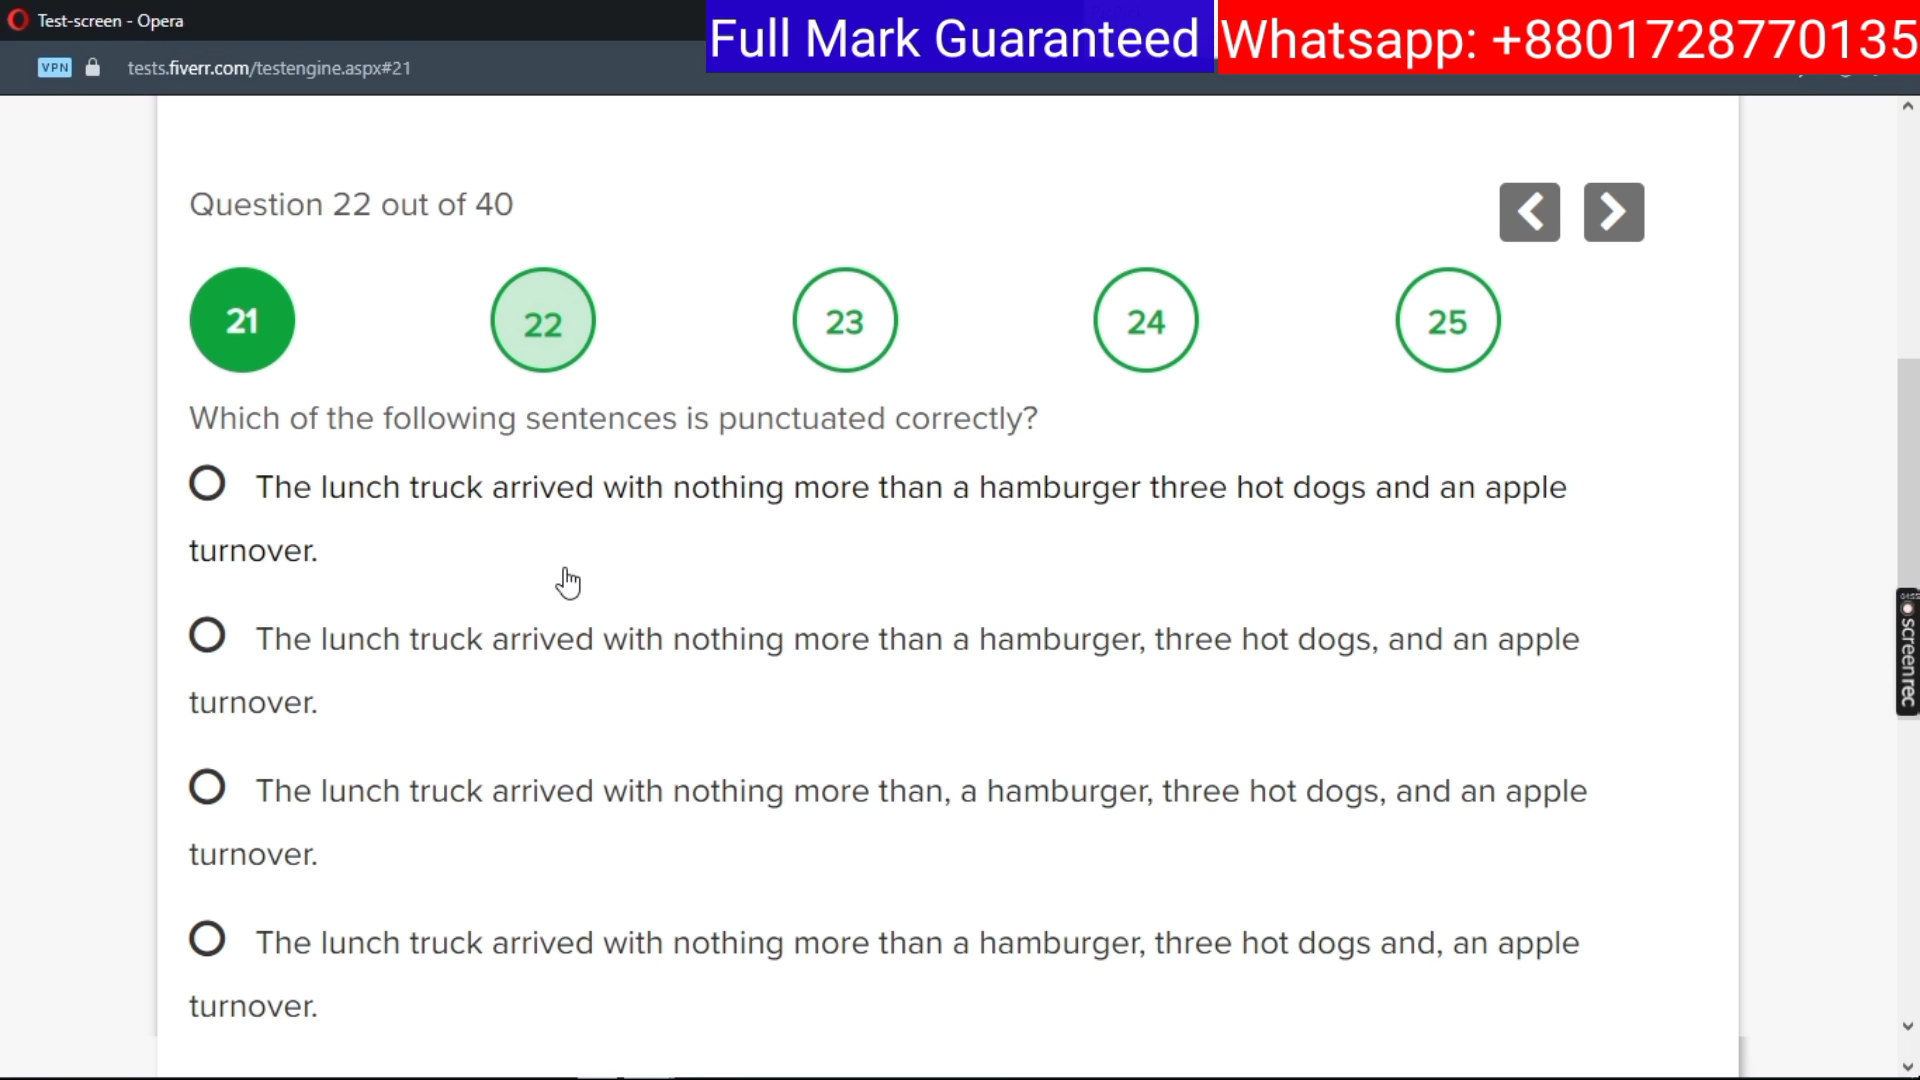 Test-screen - Opera
Full Mark Guaranteed
Whatsapp: +8801728770135
VPN
tests.fiverr.com/testengine.aspx#21
Question 22 out of 40
21
22
23
24
25
Which of the following sentences is punctuated correctly?
The lunch truck arrived with nothing more than a hamburger three hot dogs and an apple
turnover.
The lunch truck arrived with nothing more than a hamburger, three hot dogs, and an apple
turnover.
The lunch truck arrived with nothing more than, a hamburger, three hot dogs, and an apple
turnover.
The lunch truck arrived with nothing more than a hamburger, three hot dogs and, an apple
turnover.
screenrec